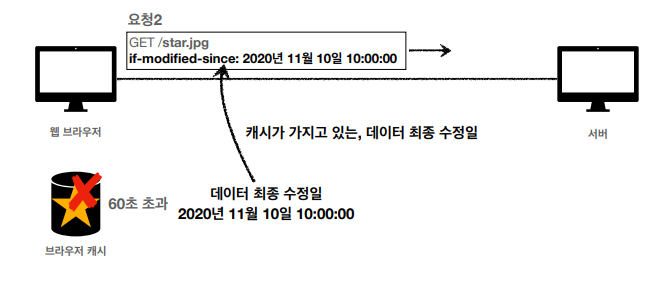 요청2
GET /star.jpg
if-modified-since: 2020년 11월 10일 10:00:00
웹 브라우저
서버
캐시가 가지고 있는, 데이터 최종 수정일
60초 초과
데이터 최종 수정일
2020년 11월 10일 10:00:00
브라우저 캐시